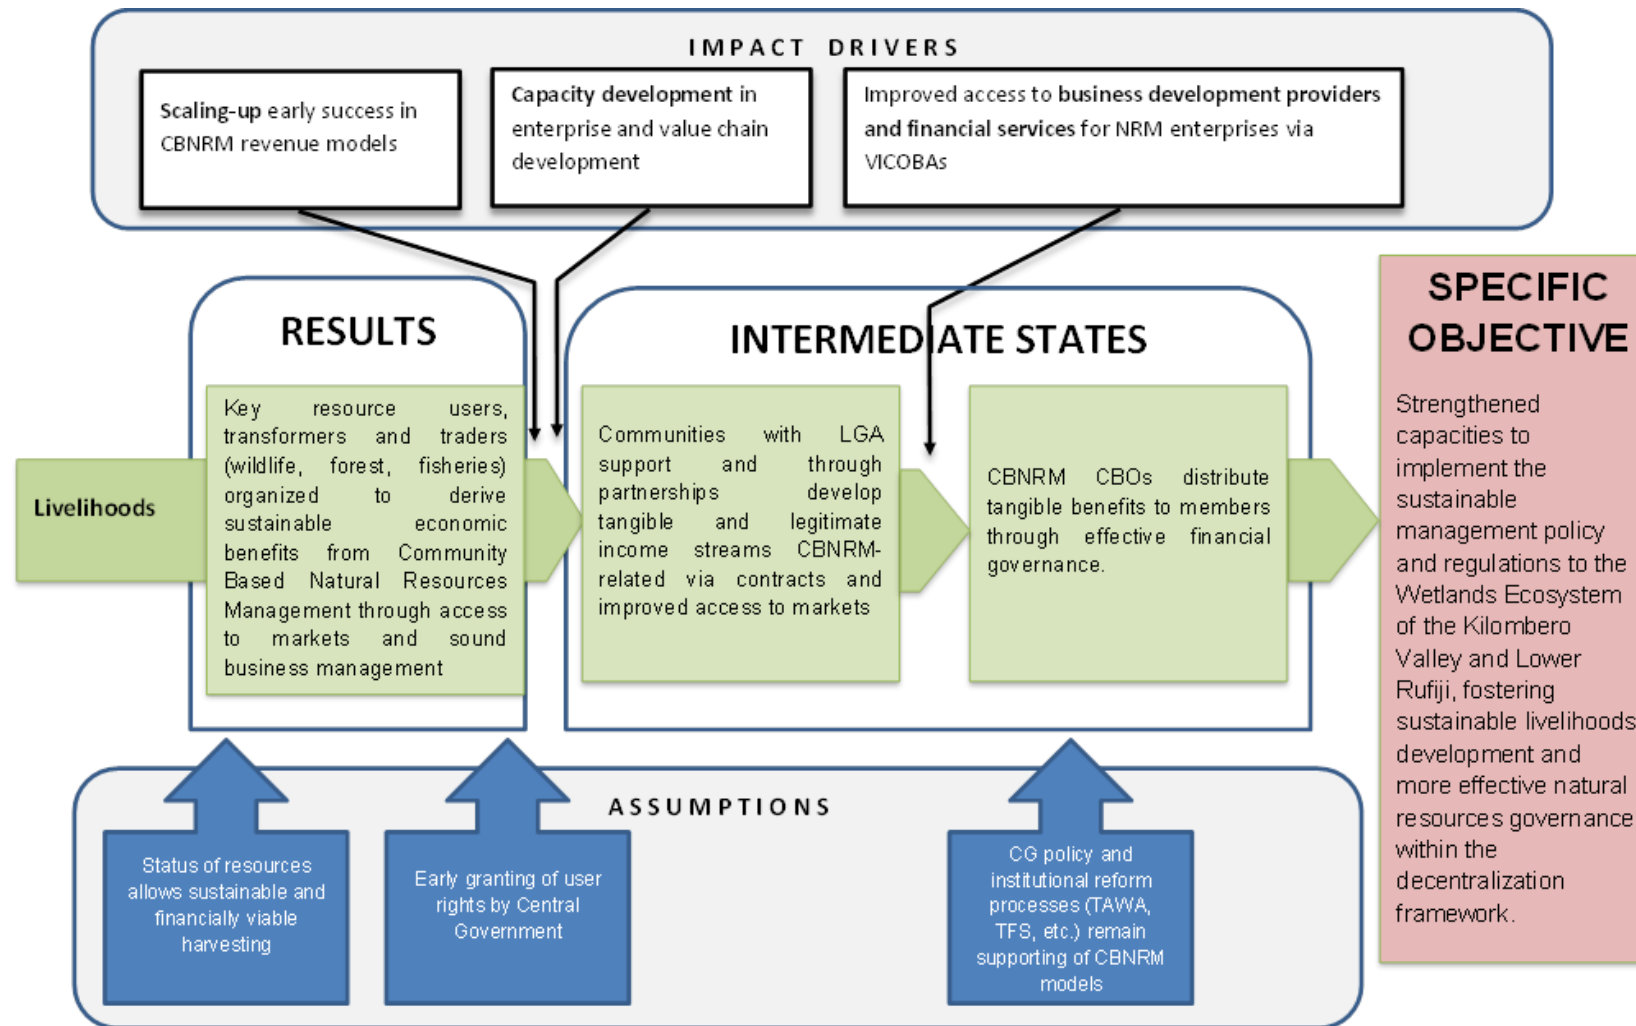 IMPACT DRIVERS
Scaling-up early success in
CBNRM revenue models
Capacity development in
enterprise and value chain
development
Improved access to business development providers
and financial services for NRM enterprises via
VICOBAs
RESULTS
INTERMEDIATE STATES
SPECIFIC
OBJECTIVE
Livelihoods
Key resource users,
transformers and traders
(wildlife, forest, fisheries)
organized to derive
sustainable economic
benefits from Community
Based Natural Resources
Management through access
to markets and sound
business management
Communities with LGA
support and through
partnerships develop
tangible and legitimate
income streams CBNRM-
related via contracts and
improved access to markets
CBNRM CBOs distribute
tangible benefits to members
through effective financial
governance.
Strengthened
capacities to
implement the
sustainable
management policy
and regulations to the
Wetlands Ecosystem
of the Kilombero
Valley and Lower
Rufiji, fostering
sustainable livelihoods
development and
more effective natural
resources governance
within the
decentralization
framework.
ASSUMPTIONS
Status of resources
allows sustainable and
financially viable
harvesting
Early granting of user
rights by Central
Government
CG policy and
institutional reform
processes (TAWA,
TFS, etc.) remain
supporting of CBNRM
models